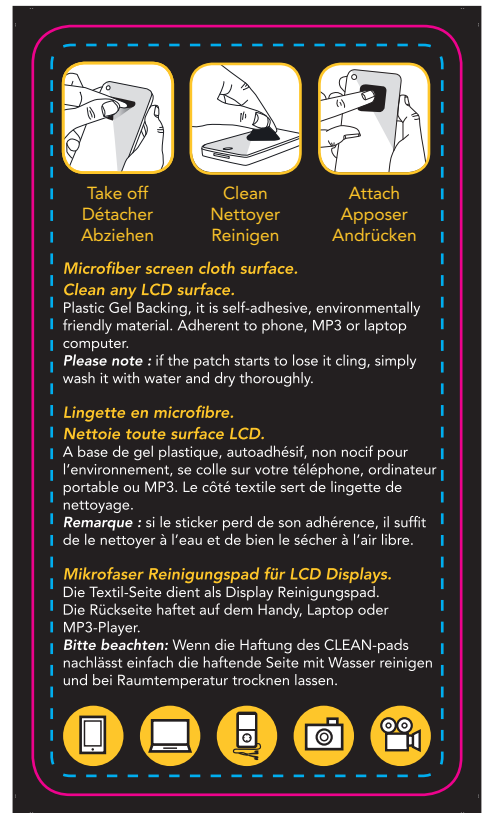 Take off
Détacher
Abziehen
Clean
Nettoyer
Reinigen
Attach
Apposer
Andrücken
Microfiber screen cloth surface.
Clean any LCD surface.
Plastic Gel Backing, it is self-adhesive, environmentally
friendly material. Adherent to phone, MP3 or laptop
computer.
Please note : if the patch starts to lose it cling, simply
wash it with water and dry thoroughly.
Lingette en microfibre.
Nettoie toute surface LCD.
A base de gel plastique, autoadhésif, non nocif pour
l'environnement, se colle sur votre téléphone, ordinateur
portable ou MP3. Le côté textile sert de lingette de
nettoyage.
Remarque : si le sticker perd de son adhérence, il suffit
de le nettoyer à l'eau et de bien le sécher à l'air libre.
Mikrofaser Reinigungspad für LCD Displays.
Die Textil-Seite dient als Display Reinigungspad.
Die Rückseite haftet auf dem Handy, Laptop oder
MP3-Player.
Bitte beachten: Wenn die Haftung des CLEAN-pads
nachlässt einfach die haftende Seite mit Wasser reinigen
und bei Raumtemperatur trocknen lassen.